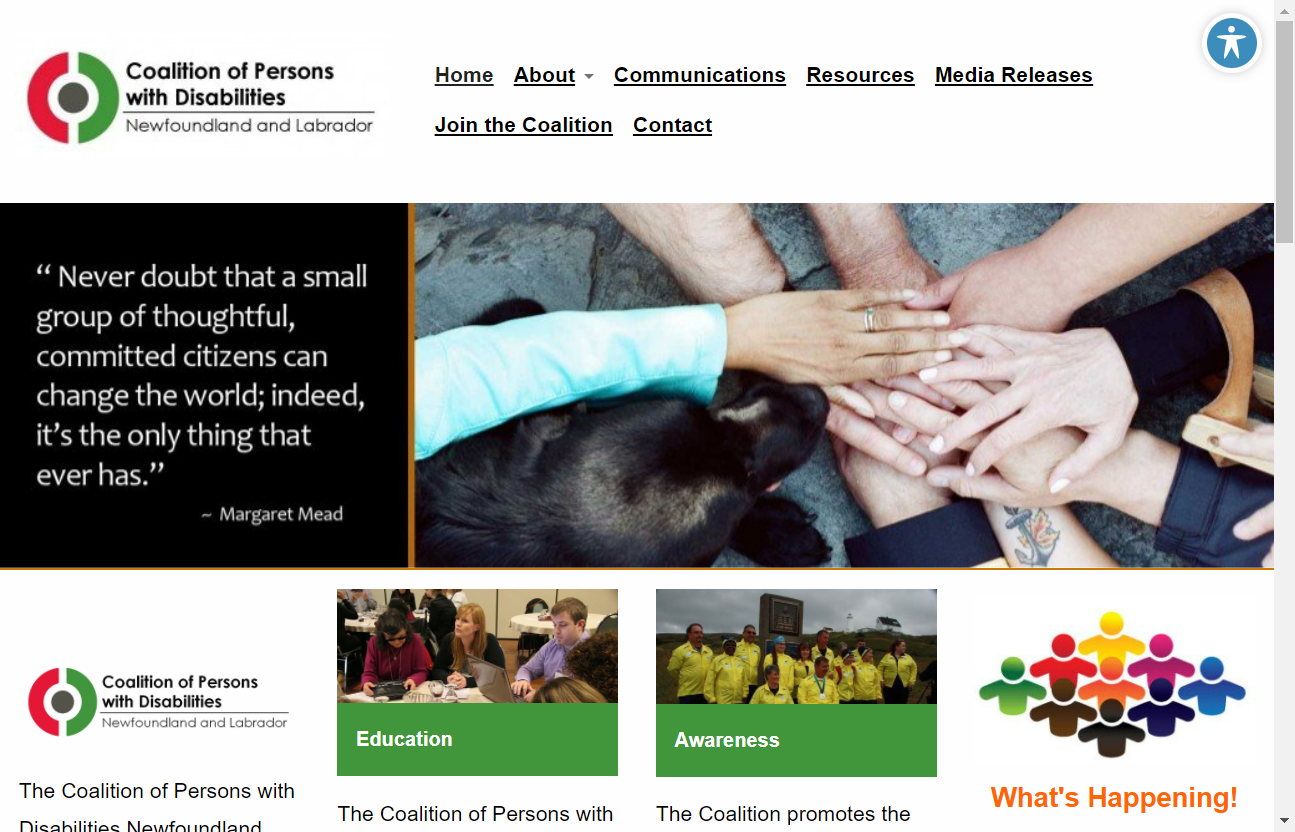 Coalition of Persons
with Disabilities
Newfoundland and Labrador
Home About Communications Resources Media Releases
Join the Coalition Contact
“ Never doubt that a small
group of thoughtful,
committed citizens can
change the world; indeed,
it’s the only thing that
ever has.”
~ Margaret Mead
Coalition of Persons
with Disabilities
Newfoundland and Labrador
The Coalition of Persons with
Disabilities Newfoundland
Education
The Coalition of Persons with
Awareness
The Coalition promotes the
What's Happening!